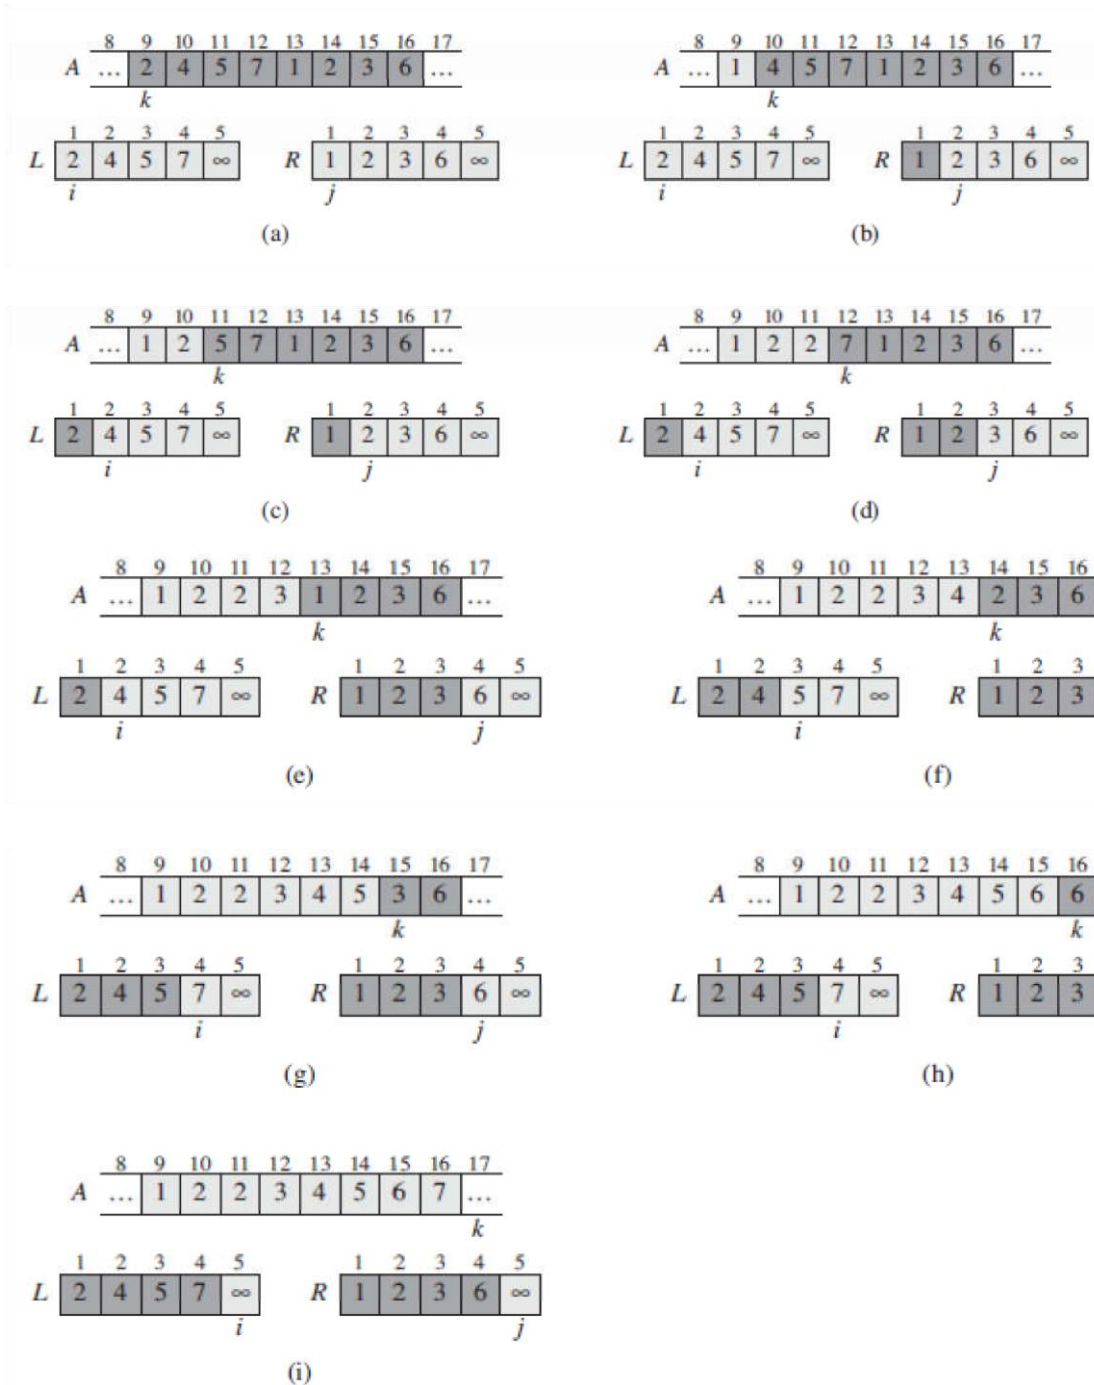 8 9 10 11 12 13 14 15 16 17
A ... 2 4 5 7 1 2 3 6 ...
k
1 2 3 4 5
L 2 4 5 7 ∞
i
1 2 3 4 5
R 1 2 3 6 ∞
j
(a)
8 9 10 11 12 13 14 15 16 17
A ... 1 4 5 7 1 2 3 6 ...
k
1 2 3 4 5
L 2 4 5 7 ∞
i
1 2 3 4 5
R 1 2 3 6 ∞
j
(b)
8 9 10 11 12 13 14 15 16 17
A ... 1 2 5 7 1 2 3 6 ...
k
1 2 3 4 5
L 2 4 5 7 ∞
i
1 2 3 4 5
R 1 2 3 6 ∞
j
(c)
8 9 10 11 12 13 14 15 16 17
A ... 1 2 2 7 1 2 3 6 ...
k
1 2 3 4 5
L 2 4 5 7 ∞
i
1 2 3 4 5
R 1 2 3 6 ∞
j
(d)
8 9 10 11 12 13 14 15 16 17
A ... 1 2 2 3 1 2 3 6 ...
k
1 2 3 4 5
L 2 4 5 7 ∞
i
1 2 3 4 5
R 1 2 3 6 ∞
j
(e)
8 9 10 11 12 13 14 15 16
A ... 1 2 2 3 4 2 3 6
k
1 2 3 4 5
L 2 4 5 7 ∞
i
1 2 3
R 1 2 3
(f)
8 9 10 11 12 13 14 15 16 17
A ... 1 2 2 3 4 5 3 6 ...
k
1 2 3 4 5
L 2 4 5 7 ∞
i
1 2 3 4 5
R 1 2 3 6 ∞
j
(g)
8 9 10 11 12 13 14 15 16
A ... 1 2 2 3 4 5 6 6
k
1 2 3 4 5
L 2 4 5 7 ∞
i
1 2 3
R 1 2 3
(h)
8 9 10 11 12 13 14 15 16 17
A ... 1 2 2 3 4 5 6 7 ...
k
1 2 3 4 5
L 2 4 5 7 ∞
i
1 2 3 4 5
R 1 2 3 6 ∞
j
(i)